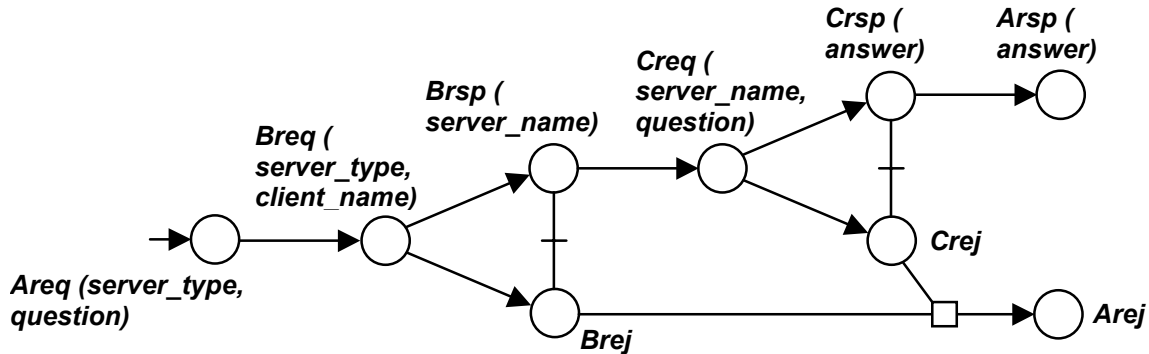 Crsp (
answer)
Arsp (
answer)
Creq (
server_name,
question)
Brsp (
server_name)
Breq (
server_type,
client_name)
Areq (server_type,
question)
Crej
Brej
Arej